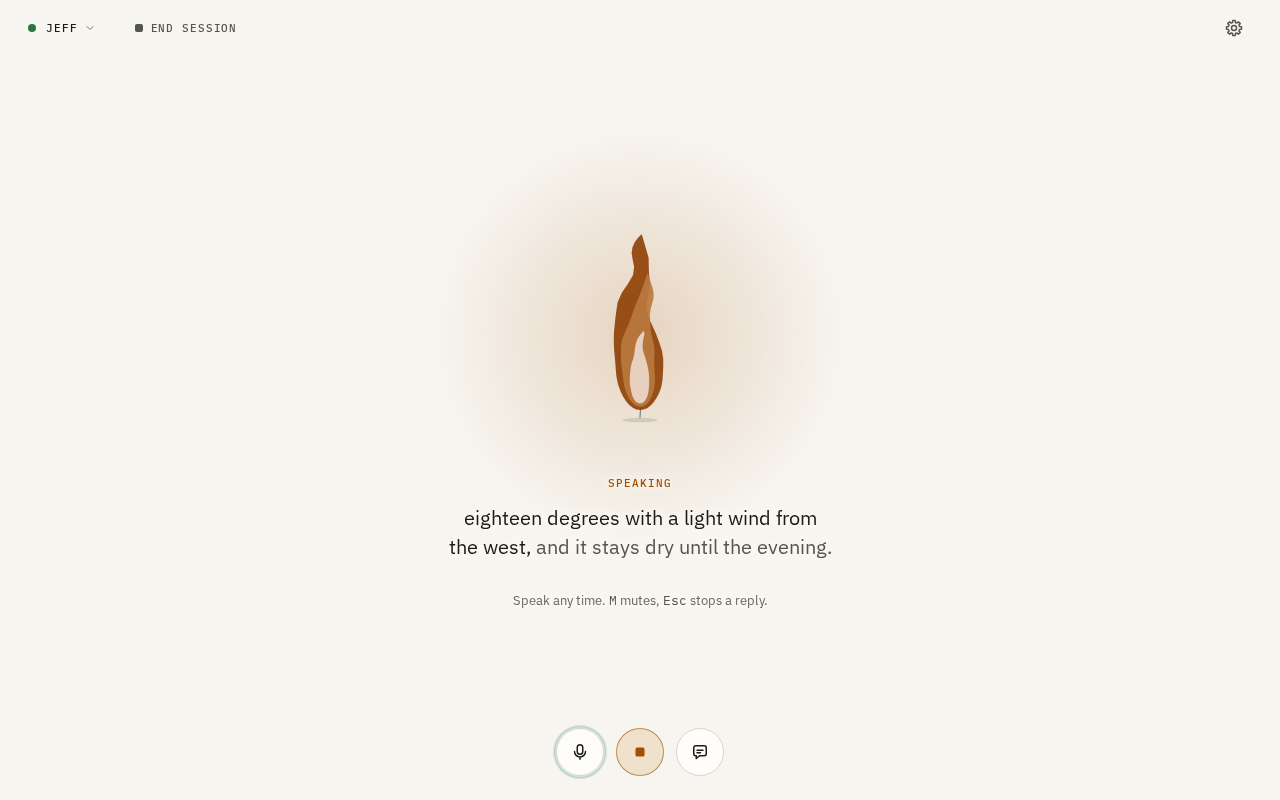 JEFF
END SESSION
SPEAKING
eighteen degrees with a light wind from
the west, and it stays dry until the evening.
Speak any time. M mutes, Esc stops a reply.